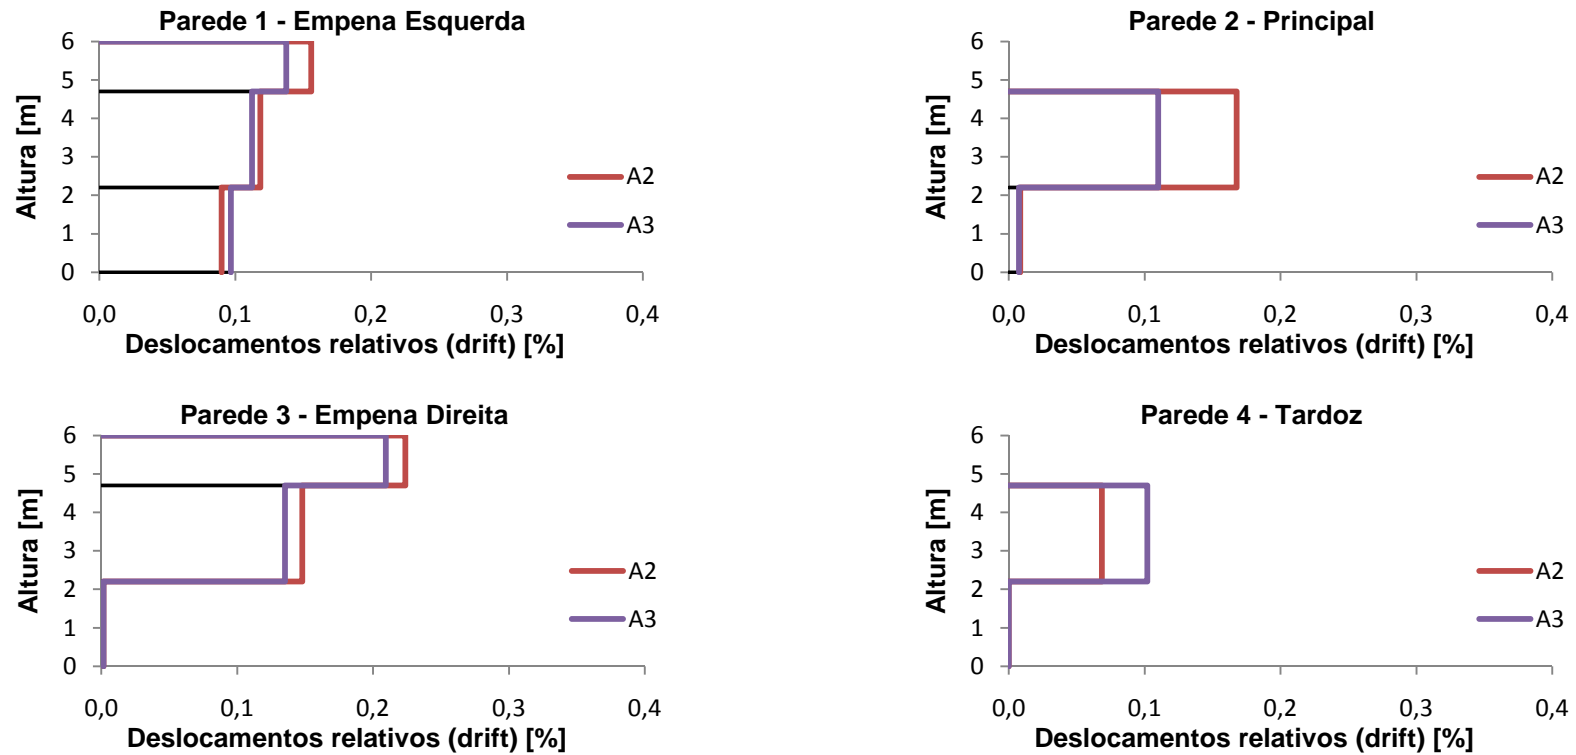 Parede 1 - Empena Esquerda
Altura [m]
6
5
4
3
2
1
0
0,0 0,1 0,2 0,3 0,4
Deslocamentos relativos (drift) [%]
A2
A3
Parede 2 - Principal
Altura [m]
6
5
4
3
2
1
0
0,0 0,1 0,2 0,3 0,4
Deslocamentos relativos (drift) [%]
A2
A3
Parede 3 - Empena Direita
Altura [m]
6
5
4
3
2
1
0
0,0 0,1 0,2 0,3 0,4
Deslocamentos relativos (drift) [%]
A2
A3
Parede 4 - Tardoz
Altura [m]
6
5
4
3
2
1
0
0,0 0,1 0,2 0,3 0,4
Deslocamentos relativos (drift) [%]
A2
A3